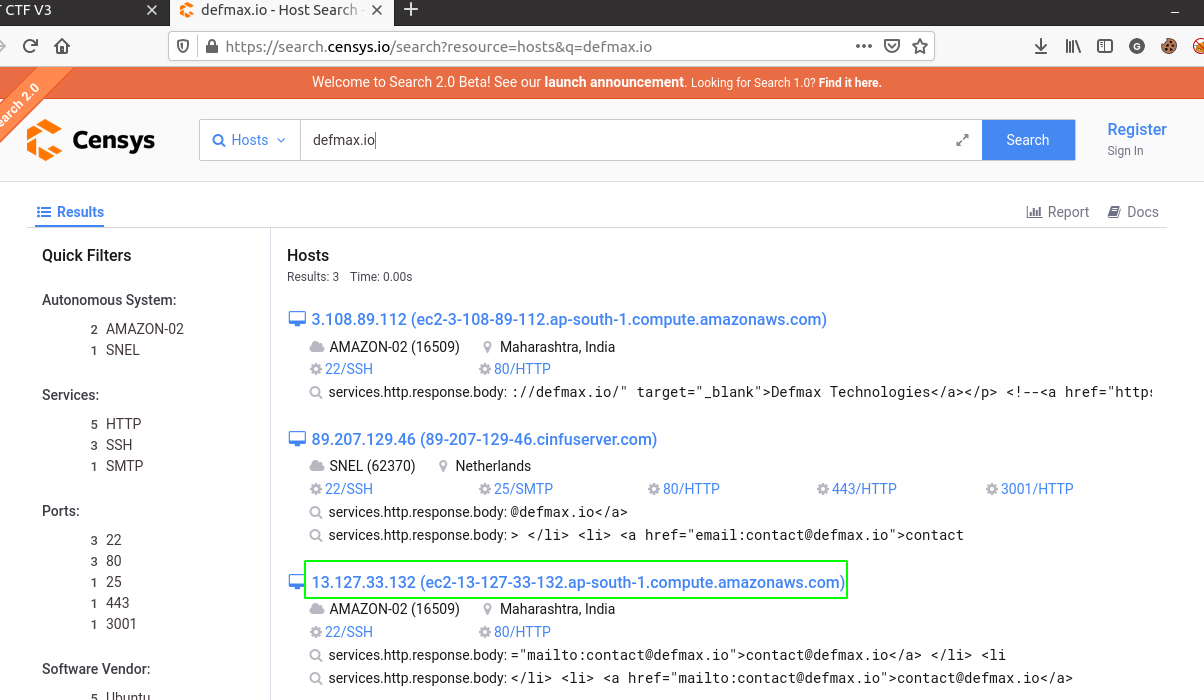 CTF V3
defmax.io - Host Search
https://search.censys.io/search?resource=hosts&q=defmax.io
Welcome to Search 2.0 Beta! See our launch announcement. Looking for Search 1.0? Find it here.
Search 2.0
Censys
Hosts
defmax.io
Search
Register
Sign In
Results
Report
Docs
Quick Filters
Autonomous System:
2 AMAZON-02
1 SNEL
Services:
5 HTTP
3 SSH
1 SMTP
Ports:
3 22
3 80
1 25
1 443
1 3001
Software Vendor:
5 Ubuntu
Hosts
Results: 3 Time: 0.00s
3.108.89.112 (ec2-3-108-89-112.ap-south-1.compute.amazonaws.com)
AMAZON-02 (16509) Maharashtra, India
22/SSH 80/HTTP
services.http.response.body: ://defmax.io/" target="_blank">Defmax Technologies</a></p> <!--<a href="https
89.207.129.46 (89-207-129-46.cinfuserver.com)
SNEL (62370) Netherlands
22/SSH 25/SMTP 80/HTTP 443/HTTP 3001/HTTP
services.http.response.body: @defmax.io</a>
services.http.response.body: > </li> <li> <a href="email:contact@defmax.io">contact
13.127.33.132 (ec2-13-127-33-132.ap-south-1.compute.amazonaws.com)
AMAZON-02 (16509) Maharashtra, India
22/SSH 80/HTTP
services.http.response.body: ="mailto:contact@defmax.io">contact@defmax.io</a> </li> <li
services.http.response.body: </li> <li> <a href="mailto:contact@defmax.io">contact@defmax.io</a>